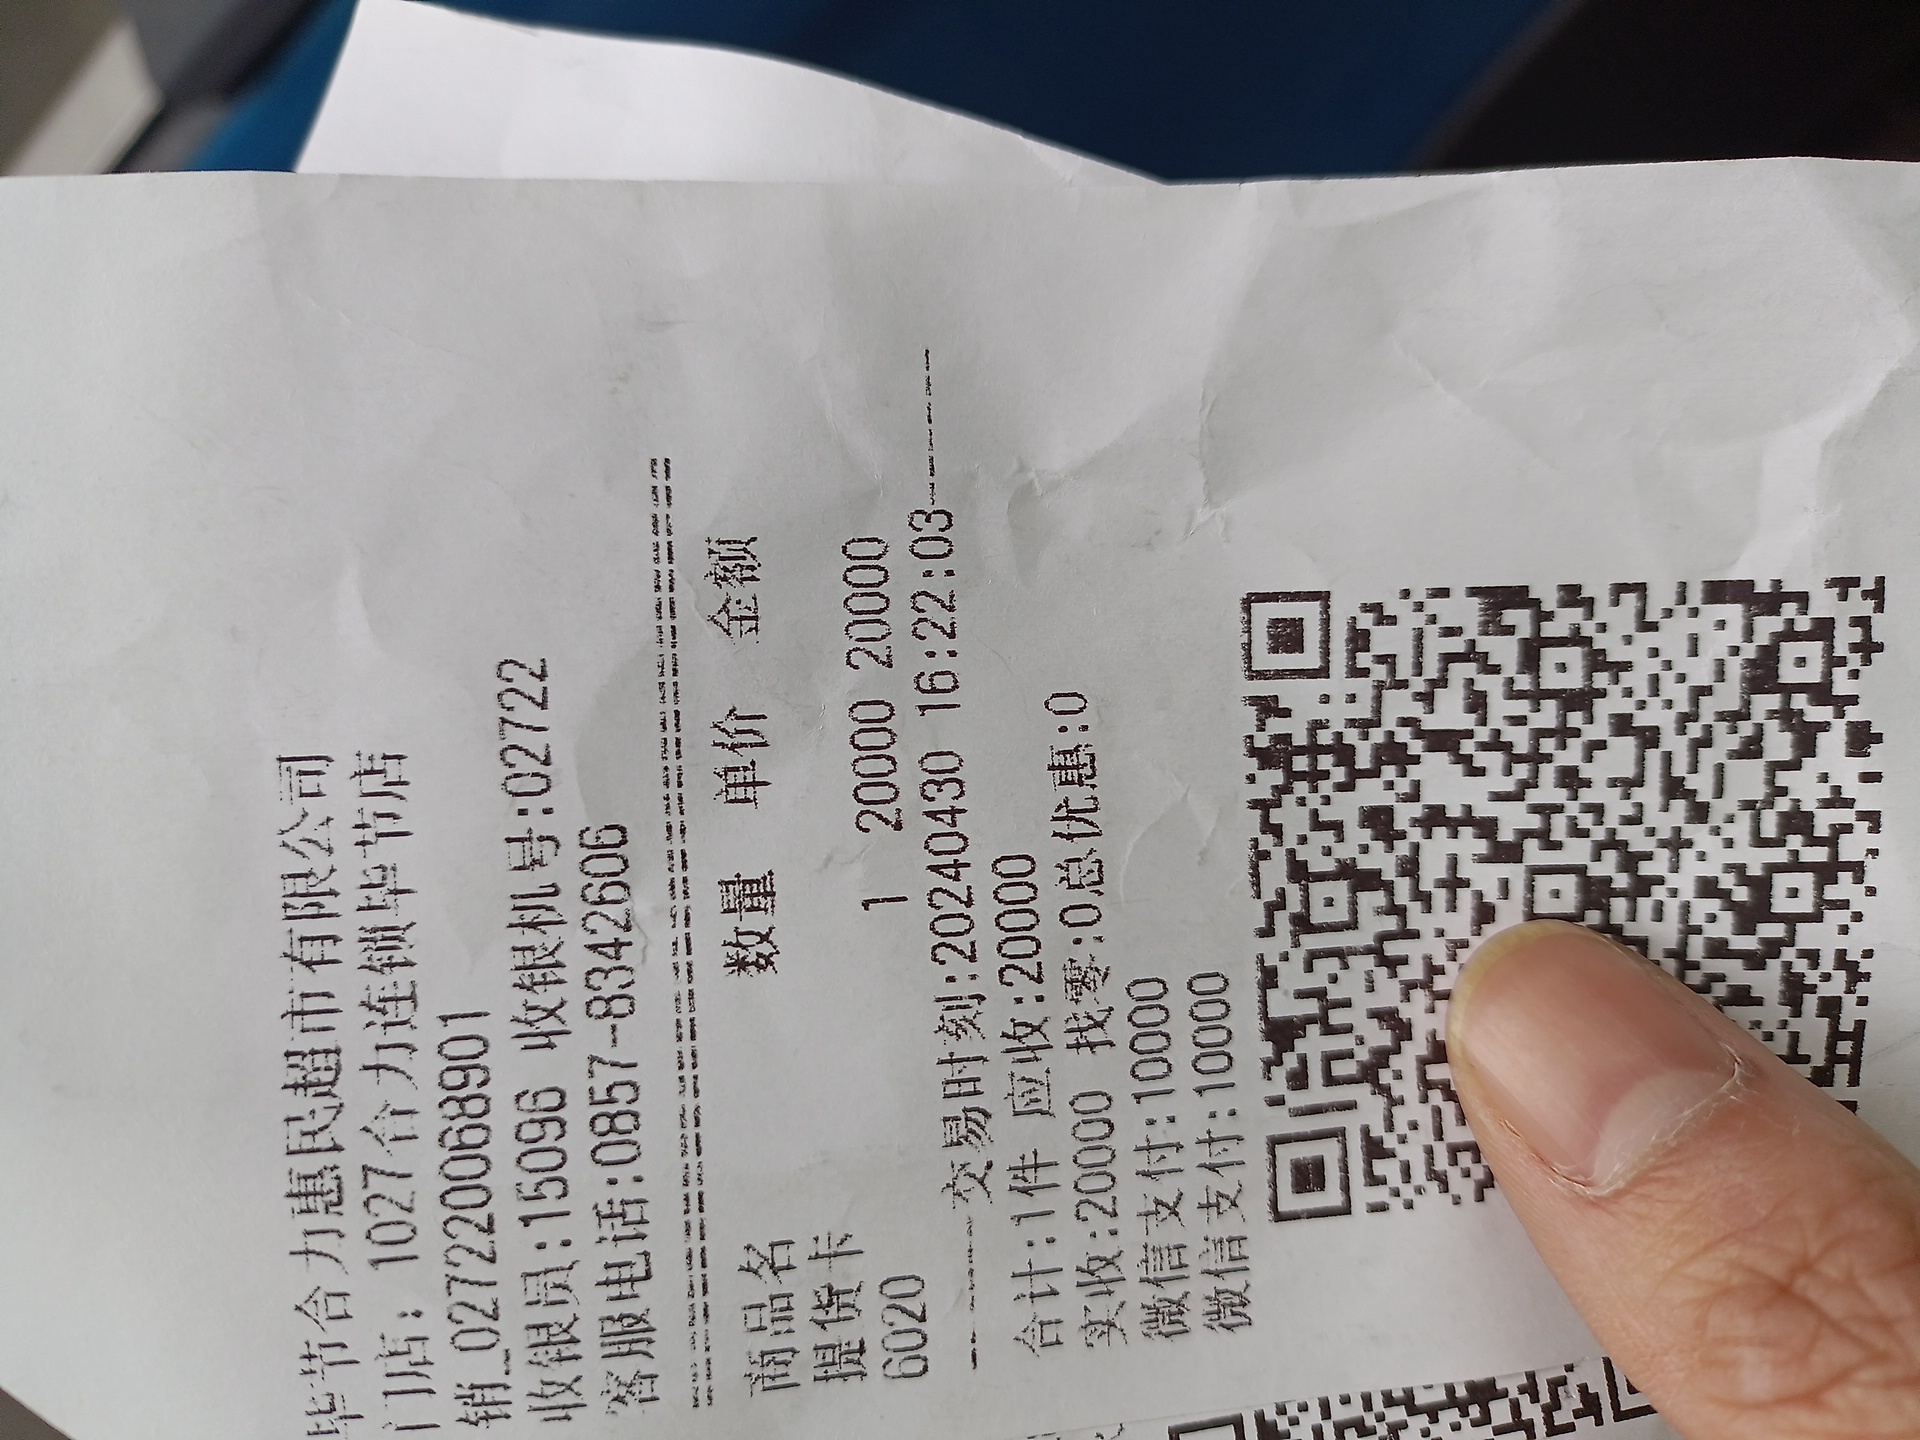 毕节合力惠民超市有限公司
门店: 1027合力连锁毕节店
销_027220068901
收银员:15096 收银机号:02722
客服电话:0857-8342606
商品名 数量 单价 金额
提货卡
6020 1 20000 20000
交易时刻:20240430 16:22:03
合计:1件 应收:20000
实收:20000 找零:0总优惠:0
微信支付:10000
微信支付:10000